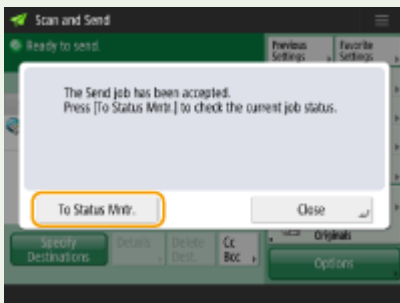 Scan and Send
Ready to send.
Previous Settings
Favorite Settings
The Send job has been accepted.
Press [To Status Mntr.] to check the current job status.
To Status Mntr.
Close
Specify Destinations
Details
Delete Dest.
Cc Bcc
Originals
Options